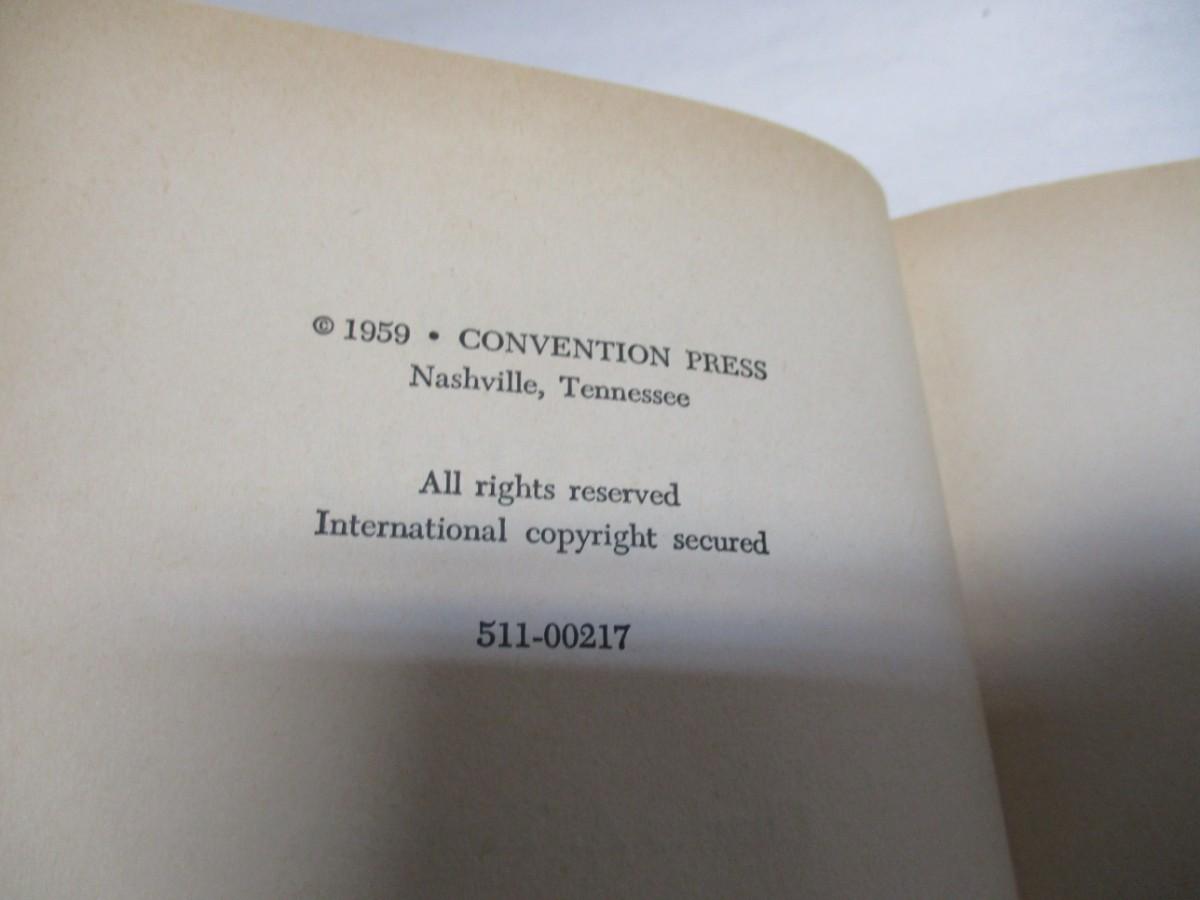 © 1959 • CONVENTION PRESS
Nashville, Tennessee
All rights reserved
International copyright secured
511-00217